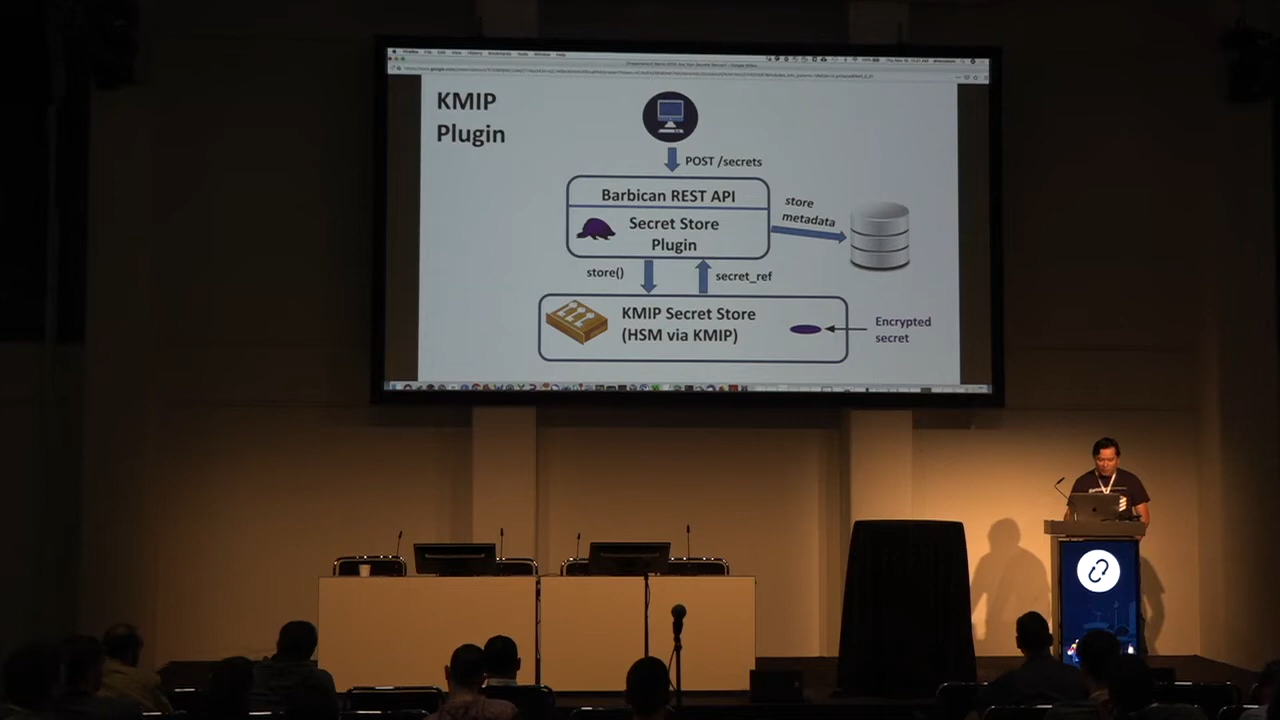 KMIP
Plugin
POST /secrets
Barbican REST API
store
metadata
Secret Store
Plugin
store()
secret_ref
KMIP Secret Store
(HSM via KMIP)
Encrypted
secret